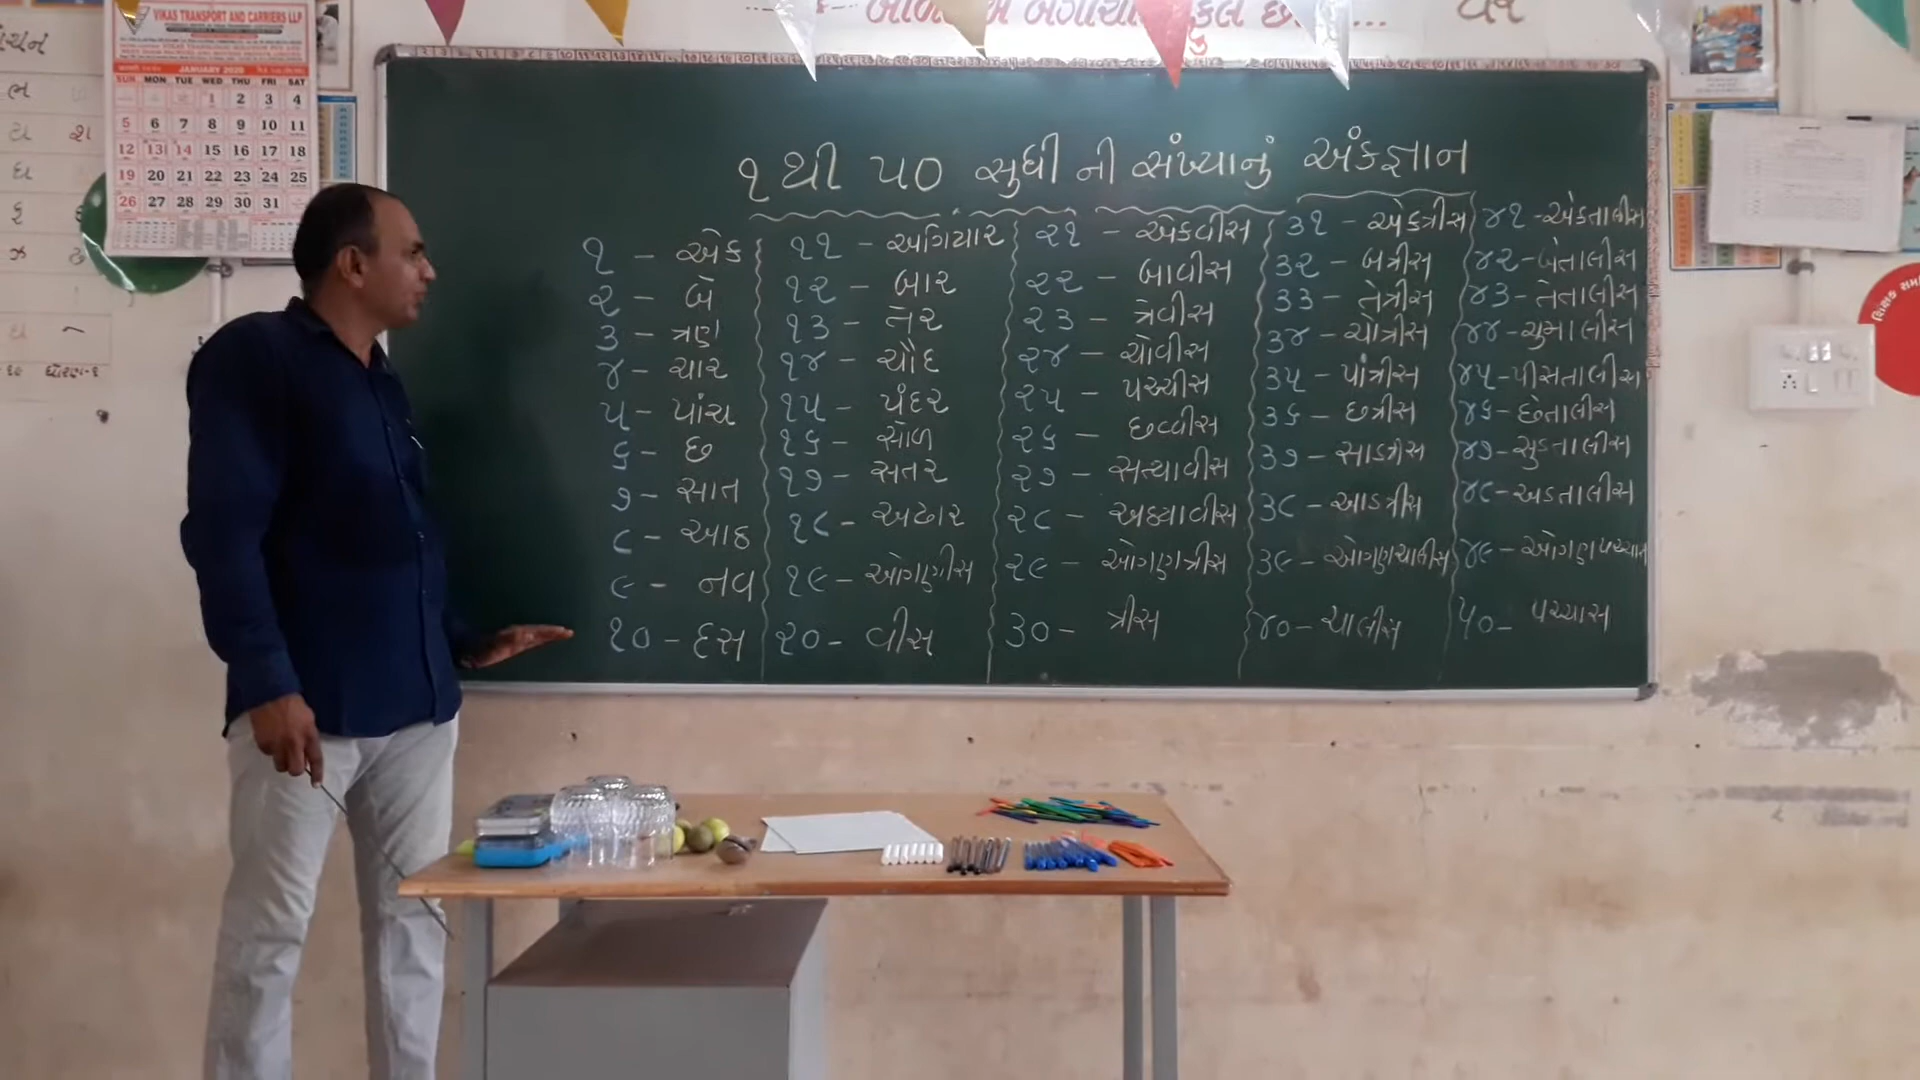 VIKAS TRANSPORT AND CARRIERS LLP
JANUARY 2020
SUN MON TUE WED THU FRI SAT
1 2 3 4
5 6 7 8 9 10 11
12 13 14 15 16 17 18
19 20 21 22 23 24 25
26 27 28 29 30 31
૧ થી ૫૦ સુધી ની સંખ્યાનું અંકજ્ઞાન
૧ - એક
૨ - બે
૩ - ત્રણ
૪ - ચાર
૫ - પાંચ
૬ - છ
૭ - સાત
૮ - આઠ
૯ - નવ
૧૦ - દસ
૧૧ - અગિયાર
૧૨ - બાર
૧૩ - તેર
૧૪ - ચૌદ
૧૫ - પંદર
૧૬ - સોળ
૧૭ - સતર
૧૮ - અઢાર
૧૯ - ઓગણીસ
૨૦ - વીસ
૨૧ - એકવીસ
૨૨ - બાવીસ
૨૩ - ત્રેવીસ
૨૪ - ચોવીસ
૨૫ - પચ્ચીસ
૨૬ - છવ્વીસ
૨૭ - સત્યાવીસ
૨૮ - અઠયાવીસ
૨૯ - ઓગણત્રીસ
૩૦ - ત્રીસ
૩૧ - એકત્રીસ
૩૨ - બત્રીસ
૩૩ - તેત્રીસ
૩૪ - ચોત્રીસ
૩૫ - પાંત્રીસ
૩૬ - છત્રીસ
૩૭ - સાડત્રીસ
૩૮ - આડત્રીસ
૩૯ - ઓગણચાલીસ
૪૦ - ચાલીસ
૪૧ - એકતાલીસ
૪૨ - બેતાલીસ
૪૩ - તેતાલીસ
૪૪ - ચુમાલીસ
૪૫ - પીસતાલીસ
૪૬ - છેતાલીસ
૪૭ - સુડતાલીસ
૪૮ - અડતાલીસ
૪૯ - ઓગણપચ્ચાસ
૫૦ - પચ્ચાસ